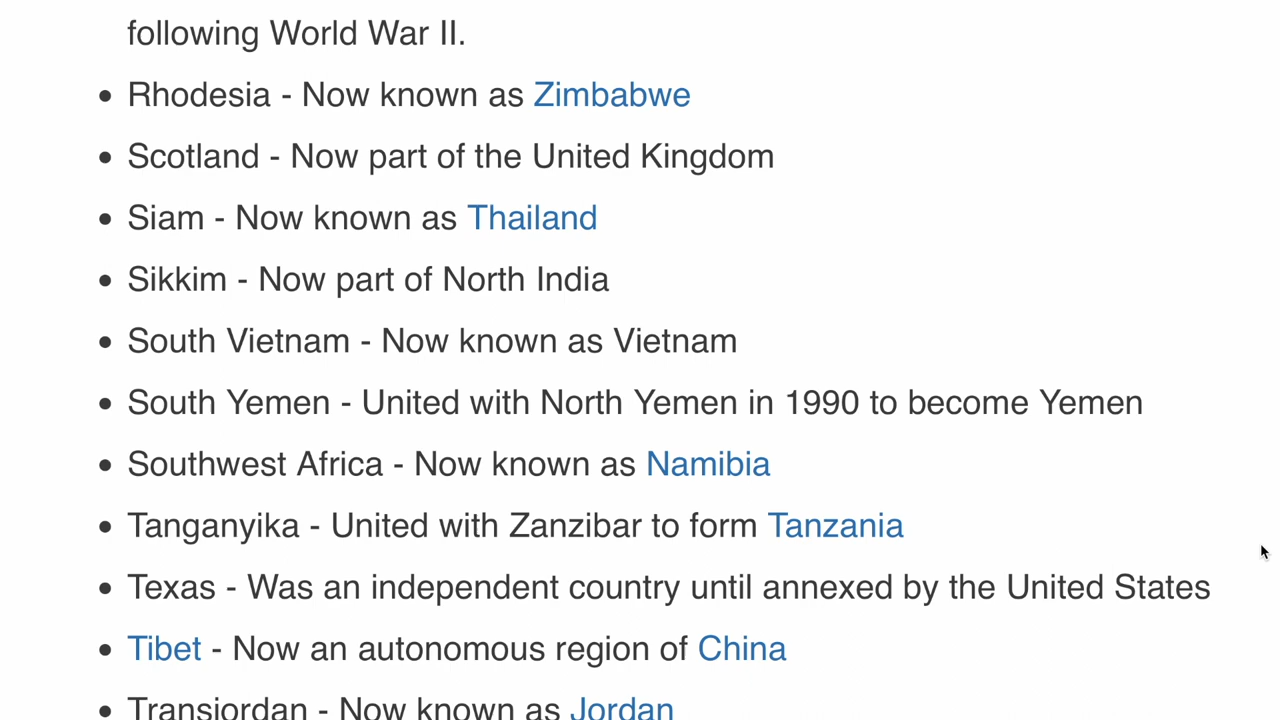 following World War II.
Rhodesia - Now known as Zimbabwe
Scotland - Now part of the United Kingdom
Siam - Now known as Thailand
Sikkim - Now part of North India
South Vietnam - Now known as Vietnam
South Yemen - United with North Yemen in 1990 to become Yemen
Southwest Africa - Now known as Namibia
Tanganyika - United with Zanzibar to form Tanzania
Texas - Was an independent country until annexed by the United States
Tibet - Now an autonomous region of China
Transjordan - Now known as Jordan